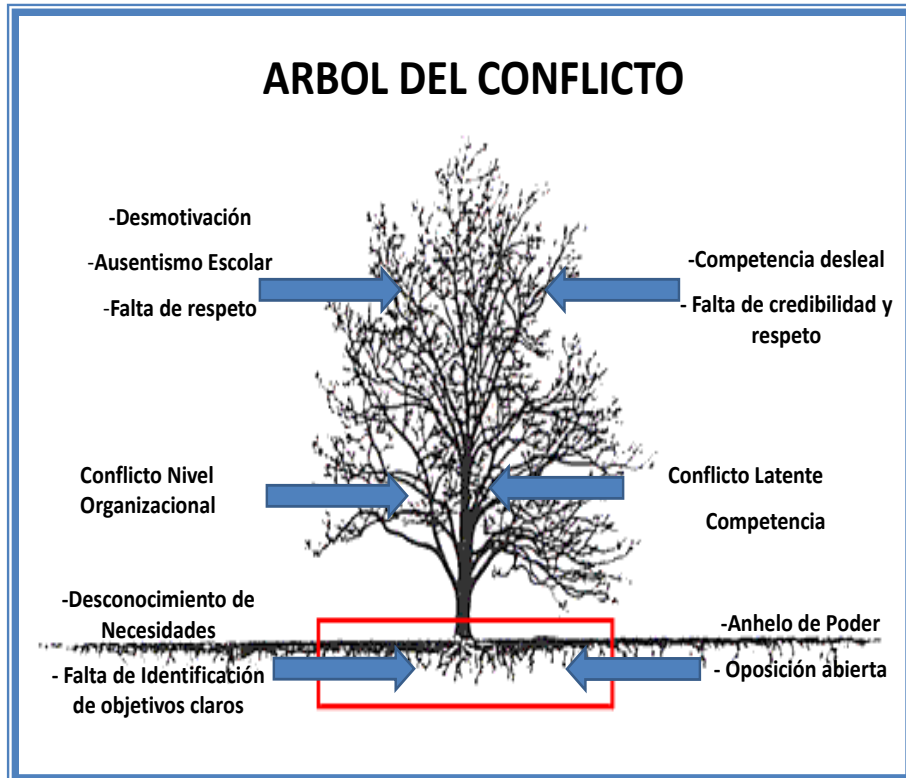 ARBOL DEL CONFLICTO
-Desmotivación
-Ausentismo Escolar
-Falta de respeto
-Competencia desleal
- Falta de credibilidad y
respeto
Conflicto Nivel
Organizacional
Conflicto Latente
Competencia
-Desconocimiento de
Necesidades
- Falta de Identificación
de objetivos claros
-Anhelo de Poder
- Oposición abierta